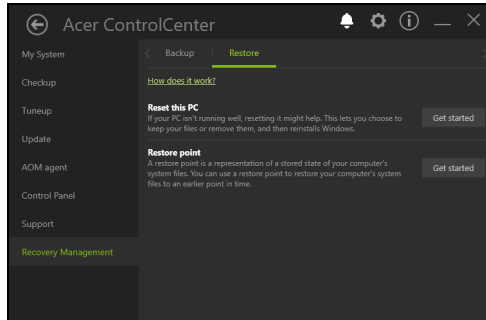 Acer ControlCenter
My System
Backup
Restore
Checkup
How does it work?
Tuneup
Reset this PC
If your PC isn't running well, resetting it might help. This lets you choose to
keep your files or remove them, and then reinstalls Windows.
Get started
Update
Restore point
A restore point is a representation of a stored state of your computer's
system files. You can use a restore point to restore your computer's system
files to an earlier point in time.
Get started
AOM agent
Control Panel
Support
Recovery Management